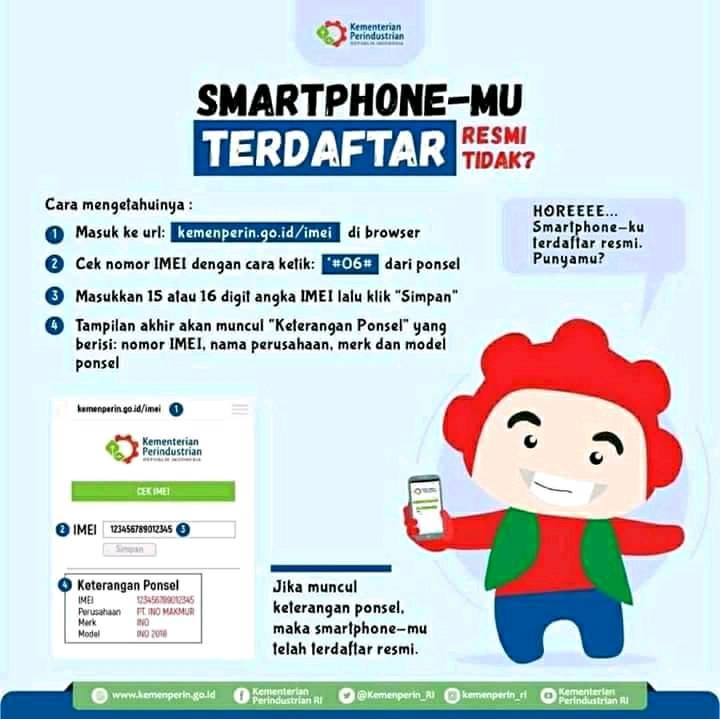 Kementerian
Perindustrian
REPUBLIK INDONESIA
SMARTPHONE-MU
TERDAFTAR RESMI TIDAK?
HOREEEE...
Smartphone-ku
terdaftar resmi.
Punyamu?
Cara mengetahuinya :
1 Masuk ke url: kemenperin.go.id/imei di browser
2 Cek nomor IMEI dengan cara ketik: *#06# dari ponsel
3 Masukkan 15 atau 16 digit angka IMEI lalu klik "Simpan"
4 Tampilan akhir akan muncul "Keterangan Ponsel" yang
berisi: nomor IMEI, nama perusahaan, merk dan model
ponsel
kemenperin.go.id/imei 1
Kementerian
Perindustrian
REPUBLIK INDONESIA
CEK IMEI
2 IMEI 123456789012345 3
Simpan
4 Keterangan Ponsel
IMEI 123456789012345
Perusahaan PT. INO MAKMUR
Merk INO
Model INO 2018
Jika muncul
keterangan ponsel,
maka smartphone-mu
telah terdaftar resmi.
www.kemenperin.go.id
Kementerian
Perindustrian RI
@Kemenperin_RI
kemenperin_ri
Kementerian
Perindustrian RI